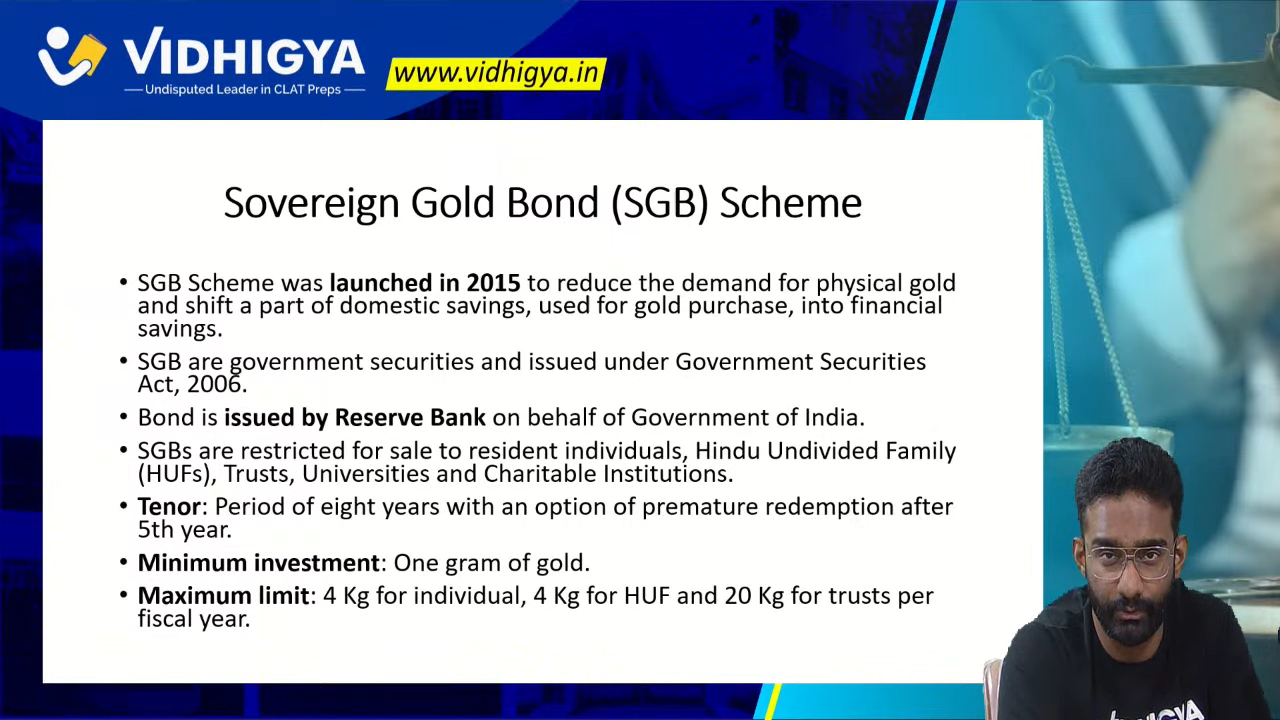 VIDHIGYA
Undisputed Leader in CLAT Preps
www.vidhigya.in
Sovereign Gold Bond (SGB) Scheme
• SGB Scheme was launched in 2015 to reduce the demand for physical gold
and shift a part of domestic savings, used for gold purchase, into financial
savings.
• SGB are government securities and issued under Government Securities
Act, 2006.
• Bond is issued by Reserve Bank on behalf of Government of India.
• SGBs are restricted for sale to resident individuals, Hindu Undivided Family
(HUFs), Trusts, Universities and Charitable Institutions.
• Tenor: Period of eight years with an option of premature redemption after
5th year.
• Minimum investment: One gram of gold.
• Maximum limit: 4 Kg for individual, 4 Kg for HUF and 20 Kg for trusts per
fiscal year.